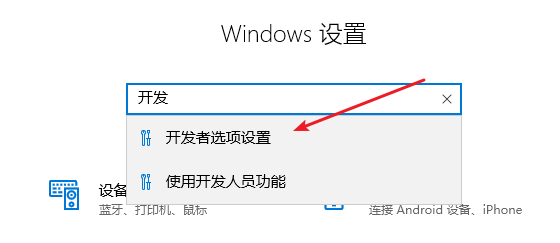 Windows 设置
开发
开发者选项设置
使用开发人员功能
设备
蓝牙、打印机、鼠标
连接 Android 设备、iPhone